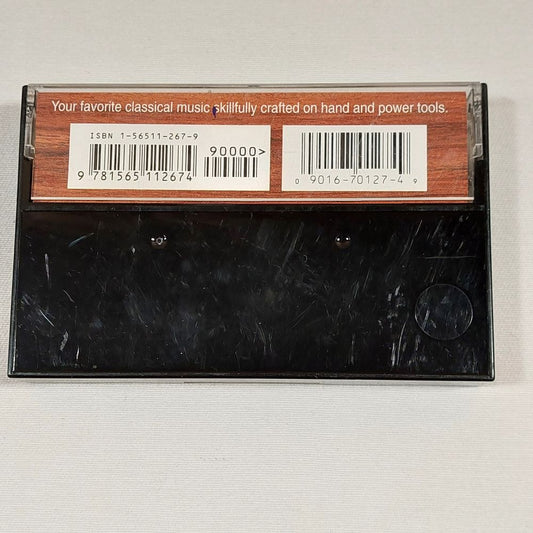 Your favorite classical music skillfully crafted on hand and power tools.
ISBN 1-56511-267-9
90000>
9 781565 112674
0 9016-70127-4 9